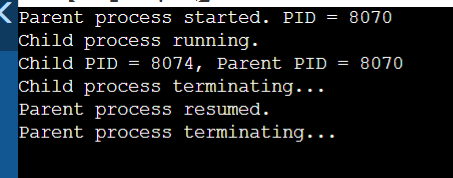 Parent process started. PID = 8070
Child process running.
Child PID = 8074, Parent PID = 8070
Child process terminating...
Parent process resumed.
Parent process terminating...